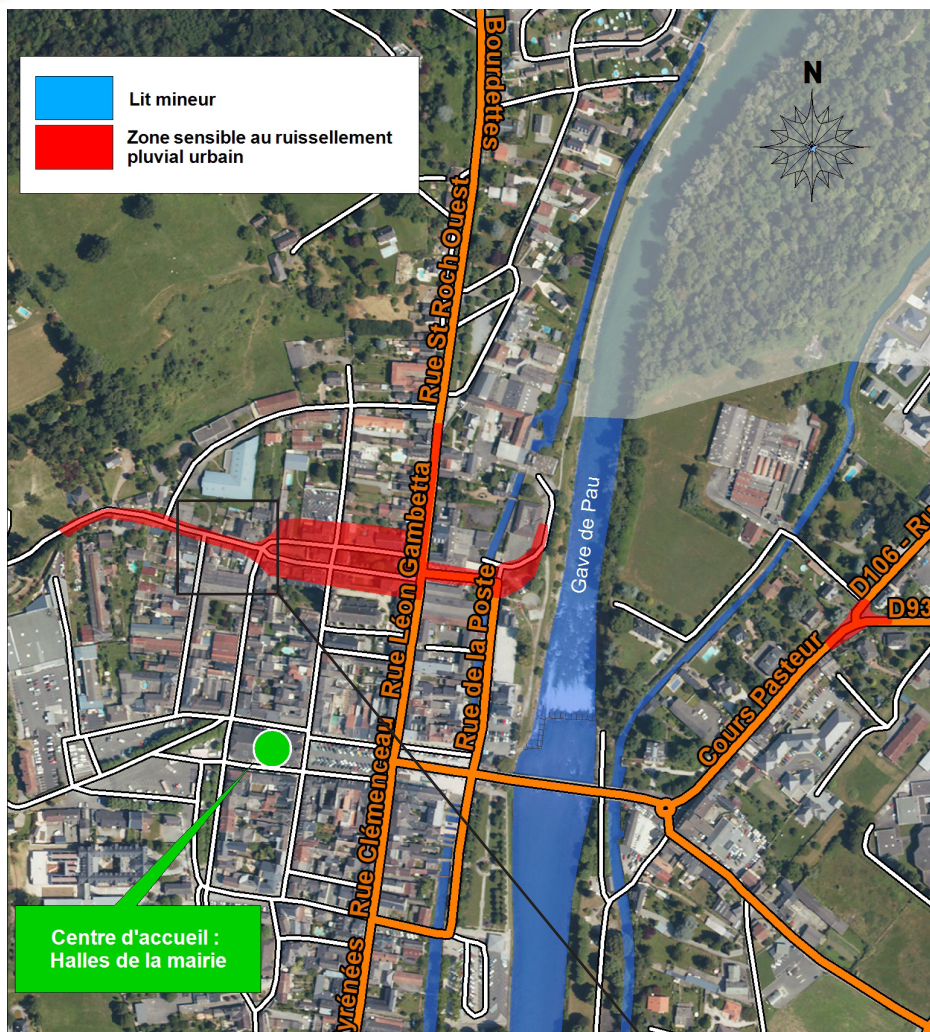 Lit mineur
Zone sensible au ruissellement
pluvial urbain
N
Bourdettes
Rue St-Roch Ouest
Rue Léon Gambetta
Rue de la Poste
Gave de Pau
D106 - Ru
D93
Cours Pasteur
Rue Clémenceau
yrénées
Centre d'accueil :
Halles de la mairie